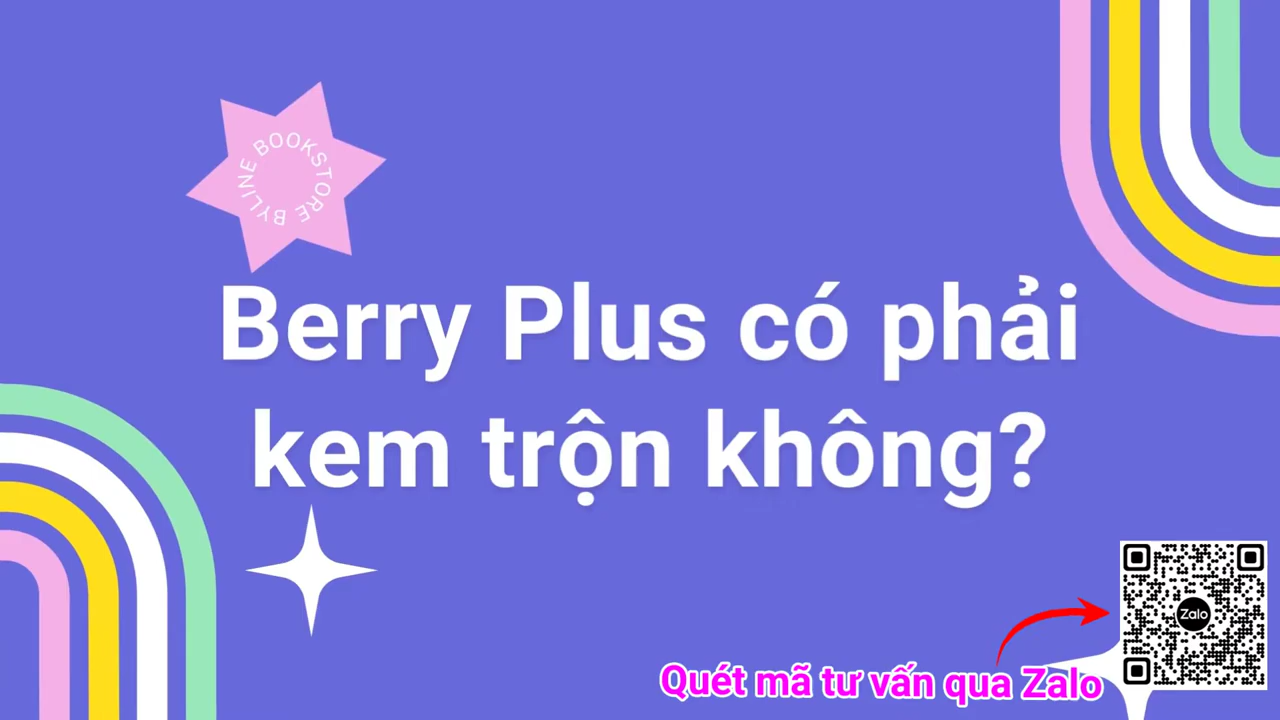 BYLINE BOOKSTORE
Berry Plus có phải
kem trộn không?
Zalo
Quét mã tư vấn qua Zalo